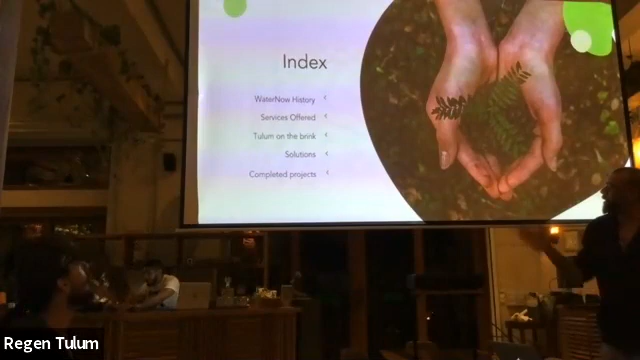 Index
WaterNow History
Services Offered
Tulum on the brink
Solutions
Completed projects
Regen Tulum